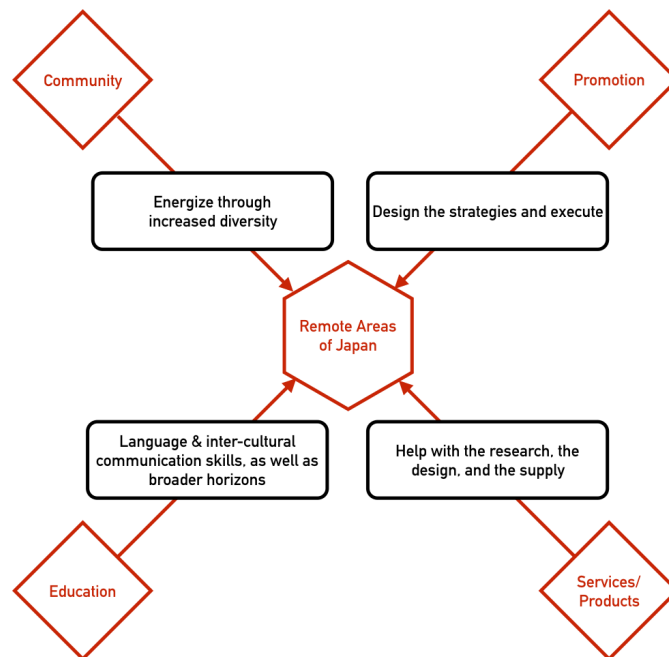 Community
Promotion
Energize through
increased diversity
Design the strategies and execute
Remote Areas
of Japan
Language & inter-cultural
communication skills, as well as
broader horizons
Help with the research, the
design, and the supply
Education
Services/
Products